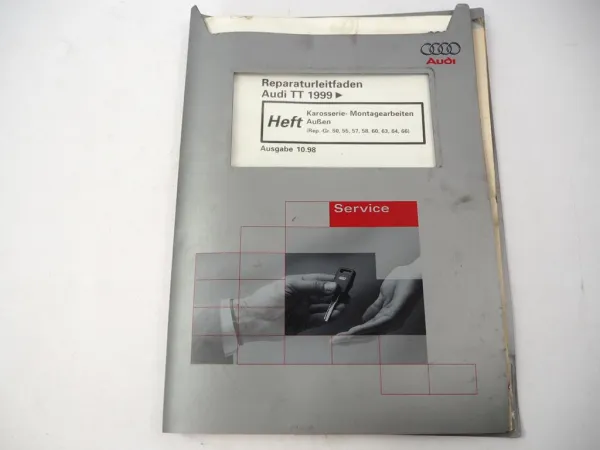 Audi
Reparaturleitfaden
Audi TT 1999 ►
Heft
Karosserie- Montagearbeiten
Außen
(Rep.-Gr. 50, 55, 57, 58, 60, 63, 64, 66)
Ausgabe 10.98
Service